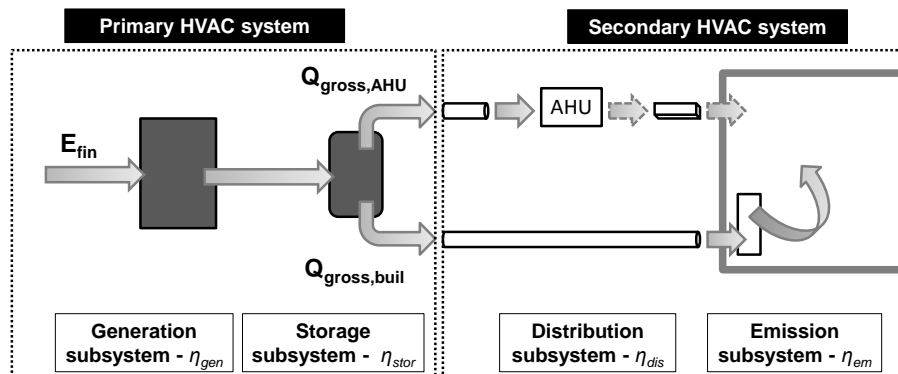 Primary HVAC system
Secondary HVAC system
Q_gross,AHU
AHU
E_fin
Q_gross,buil
Generation
subsystem - η_gen
Storage
subsystem - η_stor
Distribution
subsystem - η_dis
Emission
subsystem - η_em